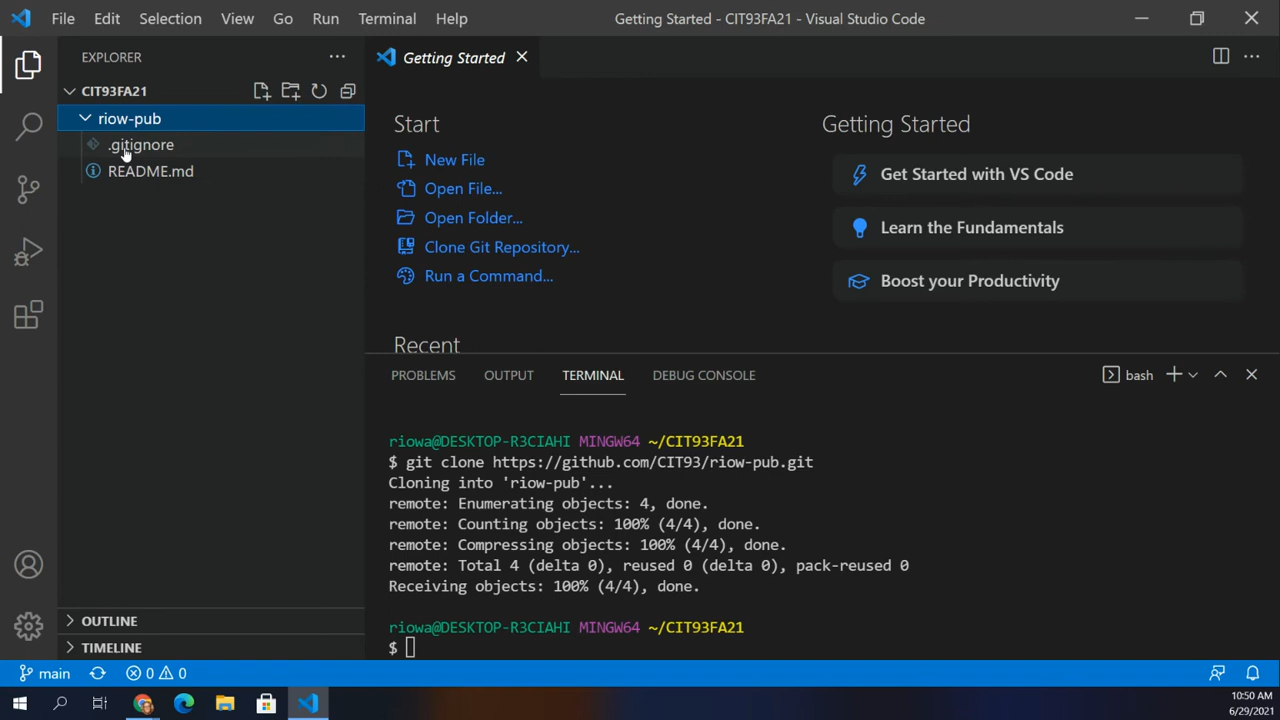 File Edit Selection View Go Run Terminal Help
Getting Started - CIT93FA21 - Visual Studio Code
EXPLORER
CIT93FA21
riow-pub
.gitignore
README.md
OUTLINE
TIMELINE
Getting Started
Start
New File
Open File...
Open Folder...
Clone Git Repository...
Run a Command...
Recent
Getting Started
Get Started with VS Code
Learn the Fundamentals
Boost your Productivity
PROBLEMS OUTPUT TERMINAL DEBUG CONSOLE
bash
riowa@DESKTOP-R3CIAHI MINGW64 ~/CIT93FA21
$ git clone https://github.com/CIT93/riow-pub.git
Cloning into 'riow-pub'...
remote: Enumerating objects: 4, done.
remote: Counting objects: 100% (4/4), done.
remote: Compressing objects: 100% (4/4), done.
remote: Total 4 (delta 0), reused 0 (delta 0), pack-reused 0
Receiving objects: 100% (4/4), done.
riowa@DESKTOP-R3CIAHI MINGW64 ~/CIT93FA21
$
main 0 0
10:50 AM
6/29/2021